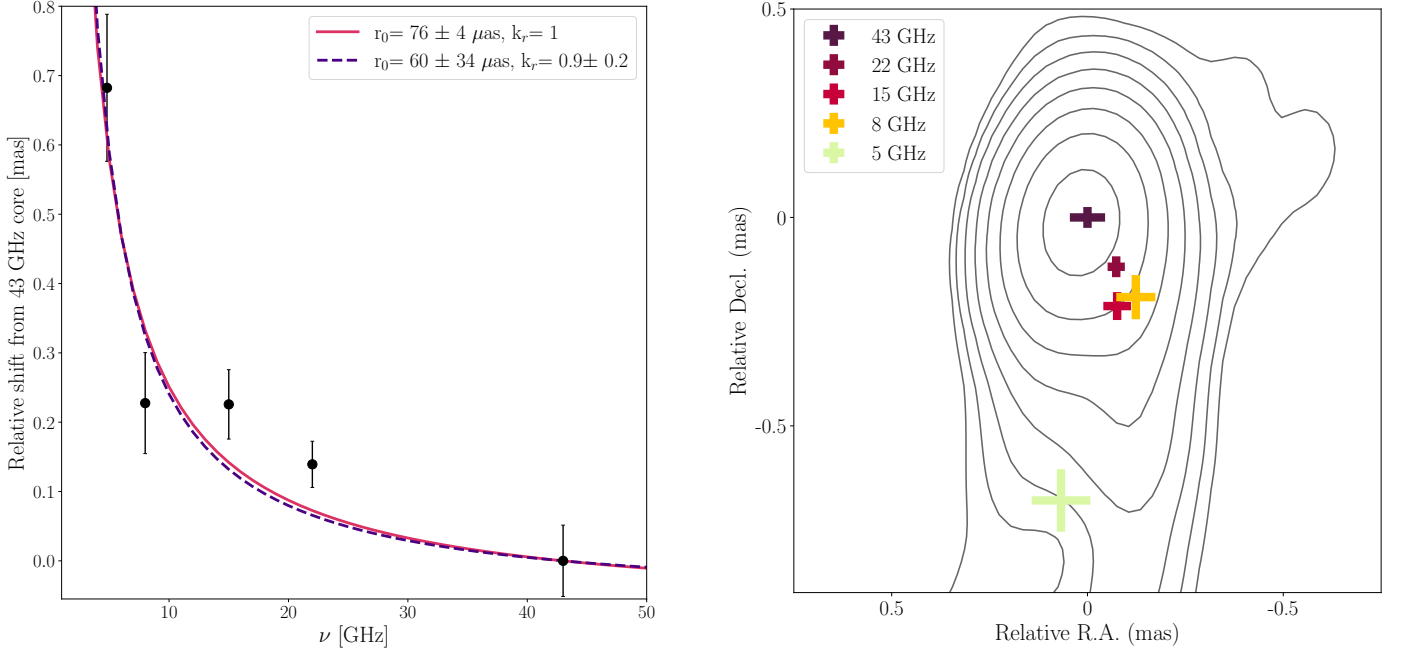 0.8
0.7
0.6
0.5
0.4
0.3
0.2
0.1
0.0
Relative shift from 43 GHz core [mas]
r₀= 76 ± 4 μas, kᵣ= 1
r₀= 60 ± 34 μas, kᵣ= 0.9± 0.2
10
20
30
40
50
ν [GHz]
0.5
0
-0.5
Relative Decl. (mas)
43 GHz
22 GHz
15 GHz
8 GHz
5 GHz
0.5
0
-0.5
Relative R.A. (mas)